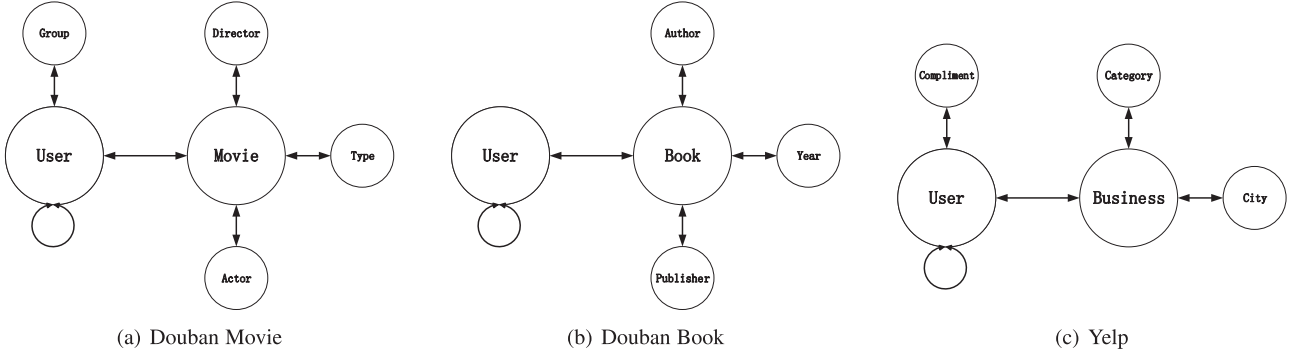 Group
Director
User
Movie
Type
Actor
(a) Douban Movie
Author
User
Book
Year
Publisher
(b) Douban Book
Compliment
Category
User
Business
City
(c) Yelp